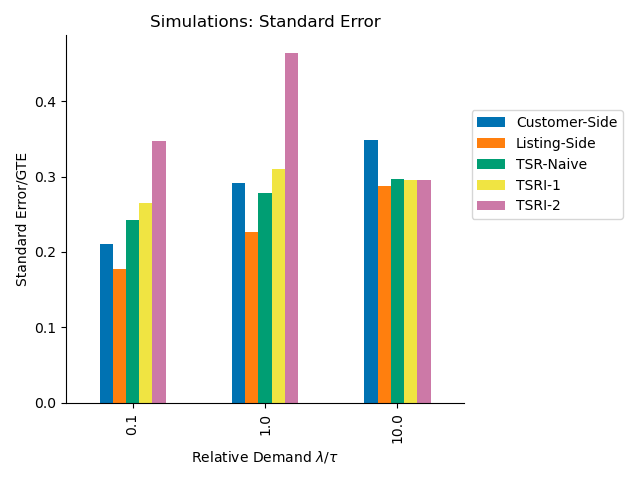 Simulations: Standard Error
Standard Error/GTE
0.4
0.3
0.2
0.1
0.0
0.1
1.0
10.0
Relative Demand λ/τ
Customer-Side
Listing-Side
TSR-Naive
TSRI-1
TSRI-2